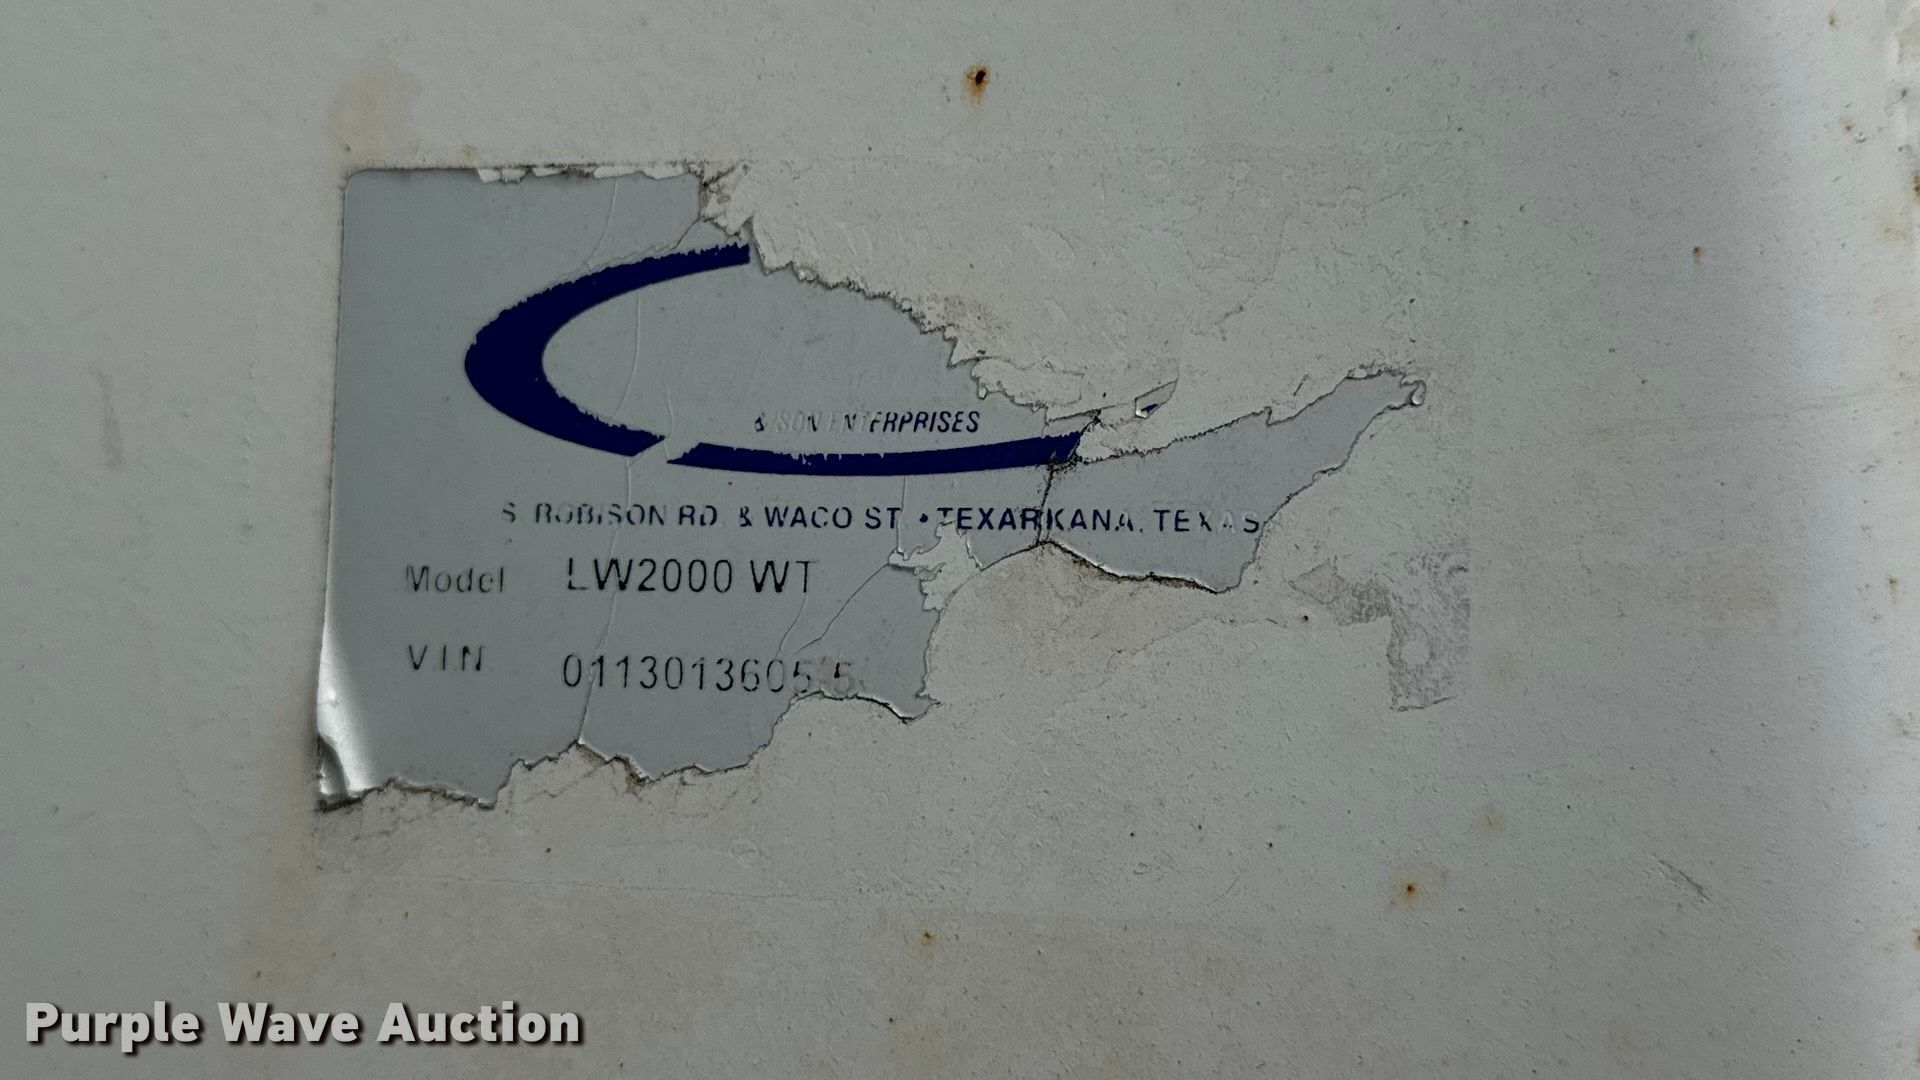 ENTERPRISES
S. ROBISON RD. & WACO ST. • TEXARKANA, TEXAS
Model LW2000 WT
VIN
Purple Wave Auction